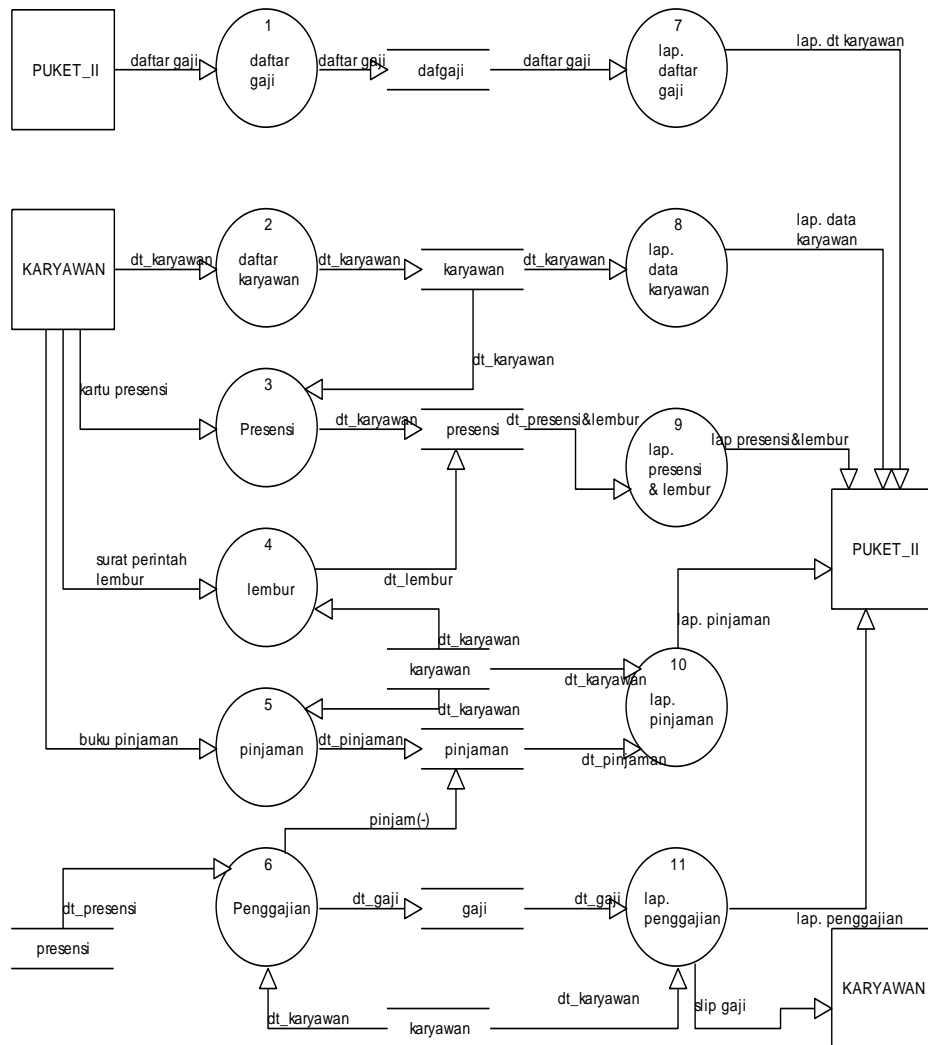 1
7
PUKET_II
daftar gaji
daftar
gaji
daftar gaji
dafgaji
daftar gaji
lap.
daftar
gaji
lap. dt karyawan
2
8
KARYAWAN
dt_karyawan
daftar
karyawan
dt_karyawan
karyawan
dt_karyawan
lap.
data
karyawan
lap. data
karyawan
dt_karyawan
kartu presensi
3
Presensi
dt_karyawan
presensi
dt_presensi&lembur
9
lap.
presensi
& lembur
lap presensi&lembur
PUKET_II
surat perintah
lembur
4
lembur
dt_lembur
dt_karyawan
karyawan
dt_karyawan
dt_karyawan
lap. pinjaman
10
lap.
pinjaman
buku pinjaman
5
pinjaman
dt_pinjaman
pinjaman
dt_pinjaman
pinjam(-)
dt_presensi
presensi
6
Penggajian
dt_gaji
gaji
dt_gaji
11
lap.
penggajian
lap. penggajian
dt_karyawan
karyawan
dt_karyawan
slip gaji
KARYAWAN